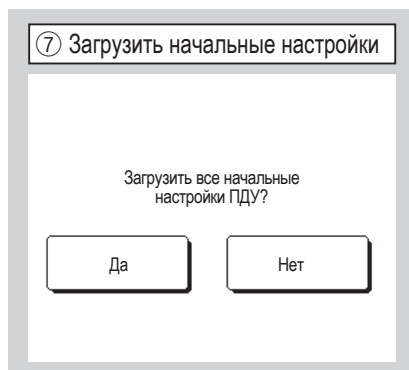 ⑦ Загрузить начальные настройки
Загрузить все начальные
настройки ПДУ?
Да
Нет